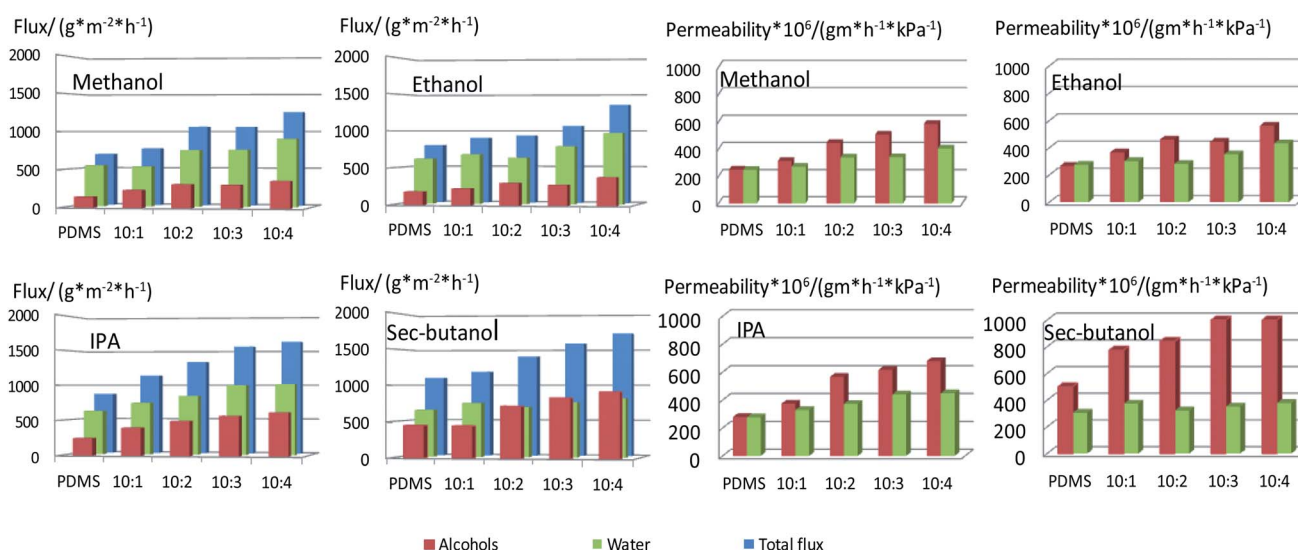 Flux/ (g*m-2*h-1)
2000
1500
1000
500
0
Methanol
PDMS 10:1 10:2 10:3 10:4
Flux/ (g*m-2*h-1)
2000
1500
1000
500
0
Ethanol
PDMS 10:1 10:2 10:3 10:4
Permeability*10⁶/(gm*h-1*kPa-1)
1000
800
600
400
200
0
Methanol
PDMS 10:1 10:2 10:3 10:4
Permeability*10⁶/(gm*h-1*kPa-1)
1000
800
600
400
200
0
Ethanol
PDMS 10:1 10:2 10:3 10:4
Flux/ (g*m-2*h-1)
2000
1500
1000
500
0
IPA
PDMS 10:1 10:2 10:3 10:4
Flux/ (g*m-2*h-1)
2000
1500
1000
500
0
Sec-butanol
PDMS 10:1 10:2 10:3 10:4
Permeability*10⁶/(gm*h-1*kPa-1)
1000
800
600
400
200
0
IPA
PDMS 10:1 10:2 10:3 10:4
Permeability*10⁶/(gm*h-1*kPa-1)
1000
800
600
400
200
0
Sec-butanol
PDMS 10:1 10:2 10:3 10:4
Alcohols Water Total flux